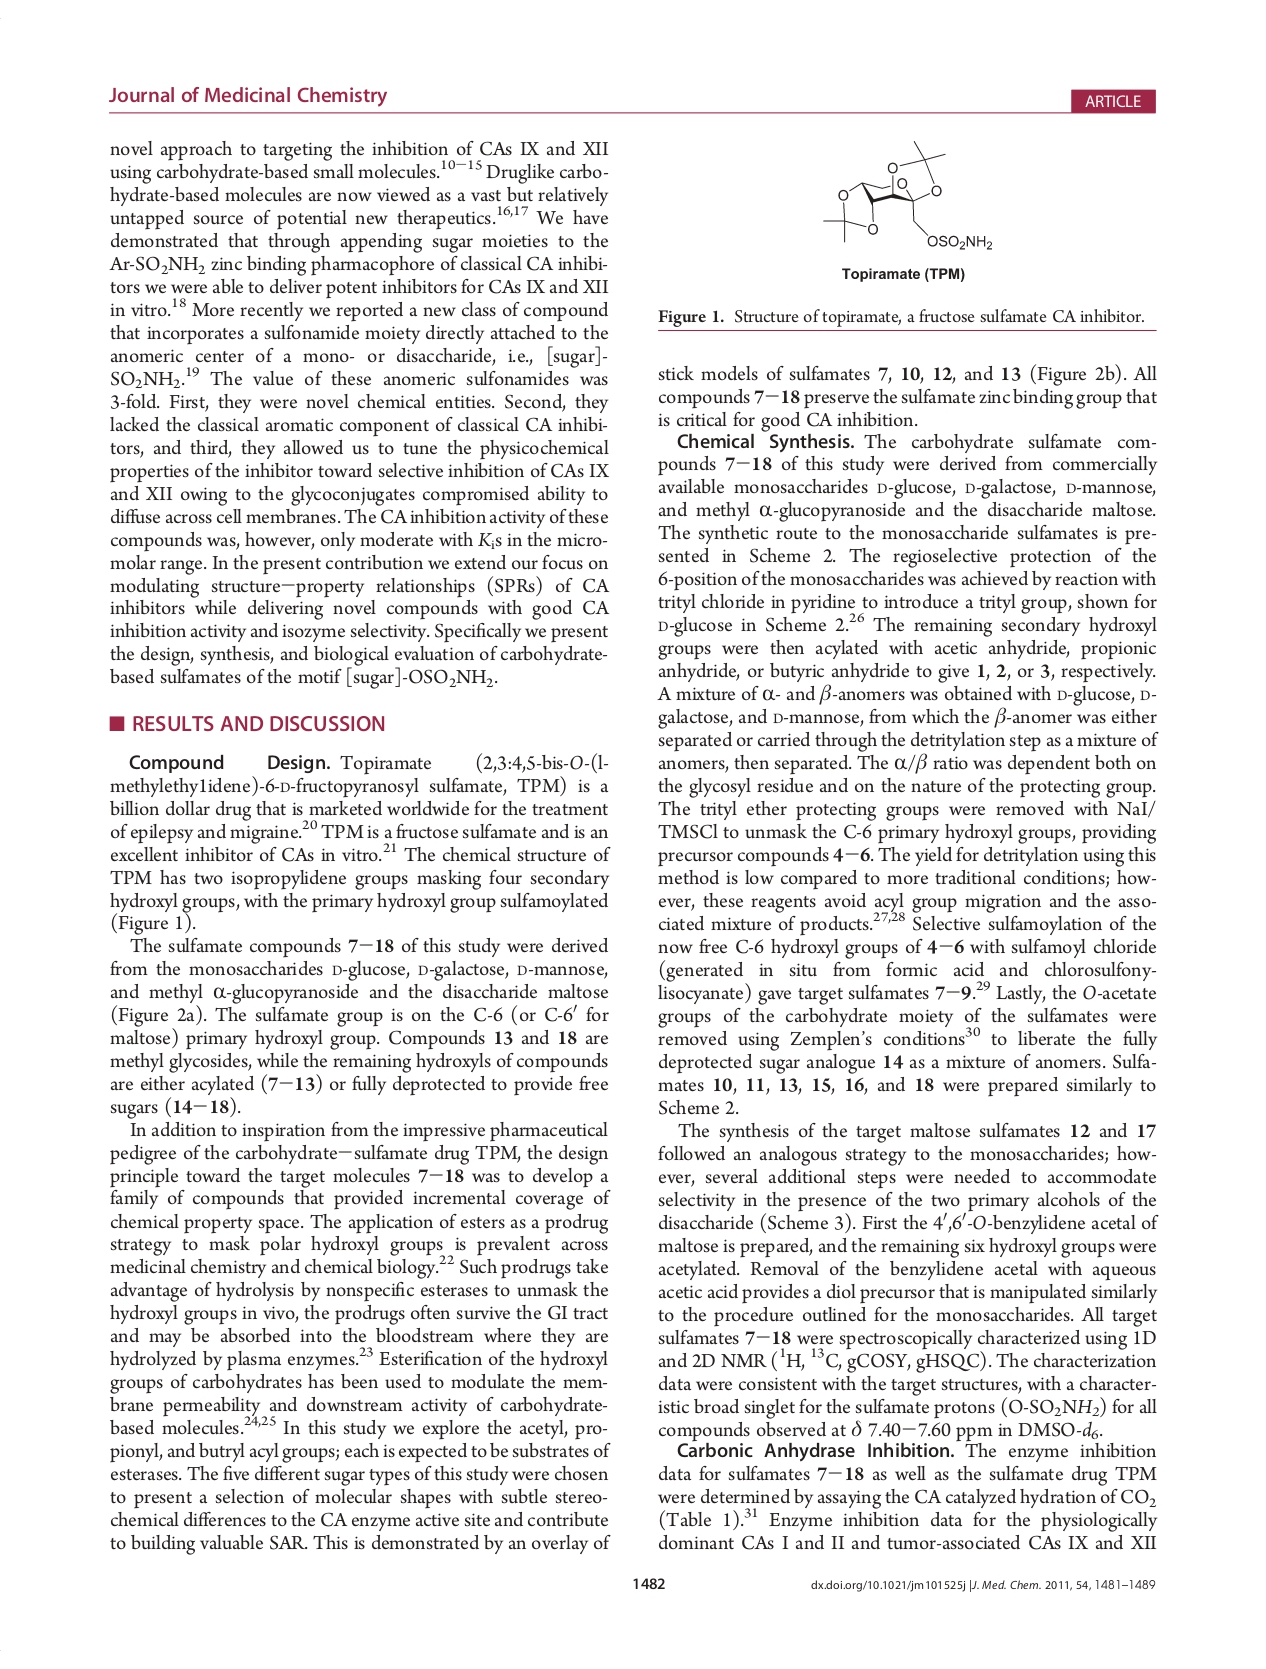 Journal of Medicinal Chemistry
ARTICLE
novel approach to targeting the inhibition of CAs IX and XII
using carbohydrate-based small molecules.10−15 Druglike carbo-
hydrate-based molecules are now viewed as a vast but relatively
untapped source of potential new therapeutics.16,17 We have
demonstrated that through appending sugar moieties to the
Ar-SO2NH2 zinc binding pharmacophore of classical CA inhibi-
tors we were able to deliver potent inhibitors for CAs IX and XII
in vitro.18 More recently we reported a new class of compound
that incorporates a sulfonamide moiety directly attached to the
anomeric center of a mono- or disaccharide, i.e., [sugar]-
SO2NH2.19 The value of these anomeric sulfonamides was
3-fold. First, they were novel chemical entities. Second, they
lacked the classical aromatic component of classical CA inhibi-
tors, and third, they allowed us to tune the physicochemical
properties of the inhibitor toward selective inhibition of CAs IX
and XII owing to the glycoconjugates compromised ability to
diffuse across cell membranes. The CA inhibition activity of these
compounds was, however, only moderate with Kis in the micro-
molar range. In the present contribution we extend our focus on
modulating structure−property relationships (SPRs) of CA
inhibitors while delivering novel compounds with good CA
inhibition activity and isozyme selectivity. Specifically we present
the design, synthesis, and biological evaluation of carbohydrate-
based sulfamates of the motif [sugar]-OSO2NH2.
■ RESULTS AND DISCUSSION
Compound Design. Topiramate (2,3:4,5-bis-O-(l-
methylethy1idene)-6-D-fructopyranosyl sulfamate, TPM) is a
billion dollar drug that is marketed worldwide for the treatment
of epilepsy and migraine.20 TPM is a fructose sulfamate and is an
excellent inhibitor of CAs in vitro.21 The chemical structure of
TPM has two isopropylidene groups masking four secondary
hydroxyl groups, with the primary hydroxyl group sulfamoylated
(Figure 1).
The sulfamate compounds 7−18 of this study were derived
from the monosaccharides D-glucose, D-galactose, D-mannose,
and methyl α-glucopyranoside and the disaccharide maltose
(Figure 2a). The sulfamate group is on the C-6 (or C-6′ for
maltose) primary hydroxyl group. Compounds 13 and 18 are
methyl glycosides, while the remaining hydroxyls of compounds
are either acylated (7−13) or fully deprotected to provide free
sugars (14−18).
In addition to inspiration from the impressive pharmaceutical
pedigree of the carbohydrate−sulfamate drug TPM, the design
principle toward the target molecules 7−18 was to develop a
family of compounds that provided incremental coverage of
chemical property space. The application of esters as a prodrug
strategy to mask polar hydroxyl groups is prevalent across
medicinal chemistry and chemical biology.22 Such prodrugs take
advantage of hydrolysis by nonspecific esterases to unmask the
hydroxyl groups in vivo, the prodrugs often survive the GI tract
and may be absorbed into the bloodstream where they are
hydrolyzed by plasma enzymes.23 Esterification of the hydroxyl
groups of carbohydrates has been used to modulate the mem-
brane permeability and downstream activity of carbohydrate-
based molecules.24,25 In this study we explore the acetyl, pro-
pionyl, and butryl acyl groups; each is expected to be substrates of
esterases. The five different sugar types of this study were chosen
to present a selection of molecular shapes with subtle stereo-
chemical differences to the CA enzyme active site and contribute
to building valuable SAR. This is demonstrated by an overlay of
O
O
O
O
O
OSO2NH2
Topiramate (TPM)
Figure 1. Structure of topiramate, a fructose sulfamate CA inhibitor.
stick models of sulfamates 7, 10, 12, and 13 (Figure 2b). All
compounds 7−18 preserve the sulfamate zinc binding group that
is critical for good CA inhibition.
Chemical Synthesis. The carbohydrate sulfamate com-
pounds 7−18 of this study were derived from commercially
available monosaccharides D-glucose, D-galactose, D-mannose,
and methyl α-glucopyranoside and the disaccharide maltose.
The synthetic route to the monosaccharide sulfamates is pre-
sented in Scheme 2. The regioselective protection of the
6-position of the monosaccharides was achieved by reaction with
trityl chloride in pyridine to introduce a trityl group, shown for
D-glucose in Scheme 2.26 The remaining secondary hydroxyl
groups were then acylated with acetic anhydride, propionic
anhydride, or butyric anhydride to give 1, 2, or 3, respectively.
A mixture of α- and β-anomers was obtained with D-glucose, D-
galactose, and D-mannose, from which the β-anomer was either
separated or carried through the detritylation step as a mixture of
anomers, then separated. The α/β ratio was dependent both on
the glycosyl residue and on the nature of the protecting group.
The trityl ether protecting groups were removed with NaI/
TMSCl to unmask the C-6 primary hydroxyl groups, providing
precursor compounds 4−6. The yield for detritylation using this
method is low compared to more traditional conditions; how-
ever, these reagents avoid acyl group migration and the asso-
ciated mixture of products.27,28 Selective sulfamoylation of the
now free C-6 hydroxyl groups of 4−6 with sulfamoyl chloride
(generated in situ from formic acid and chlorosulfony-
lisocyanate) gave target sulfamates 7−9.29 Lastly, the O-acetate
groups of the carbohydrate moiety of the sulfamates were
removed using Zemplen's conditions30 to liberate the fully
deprotected sugar analogue 14 as a mixture of anomers. Sulfa-
mates 10, 11, 13, 15, 16, and 18 were prepared similarly to
Scheme 2.
The synthesis of the target maltose sulfamates 12 and 17
followed an analogous strategy to the monosaccharides; how-
ever, several additional steps were needed to accommodate
selectivity in the presence of the two primary alcohols of the
disaccharide (Scheme 3). First the 4′,6′-O-benzylidene acetal of
maltose is prepared, and the remaining six hydroxyl groups were
acetylated. Removal of the benzylidene acetal with aqueous
acetic acid provides a diol precursor that is manipulated similarly
to the procedure outlined for the monosaccharides. All target
sulfamates 7−18 were spectroscopically characterized using 1D
and 2D NMR (1H, 13C, gCOSY, gHSQC). The characterization
data were consistent with the target structures, with a character-
istic broad singlet for the sulfamate protons (O-SO2NH2) for all
compounds observed at δ 7.40−7.60 ppm in DMSO-d6.
Carbonic Anhydrase Inhibition. The enzyme inhibition
data for sulfamates 7−18 as well as the sulfamate drug TPM
were determined by assaying the CA catalyzed hydration of CO2
(Table 1).31 Enzyme inhibition data for the physiologically
dominant CAs I and II and tumor-associated CAs IX and XII
1482
dx.doi.org/10.1021/jm101525j |J. Med. Chem. 2011, 54, 1481–1489